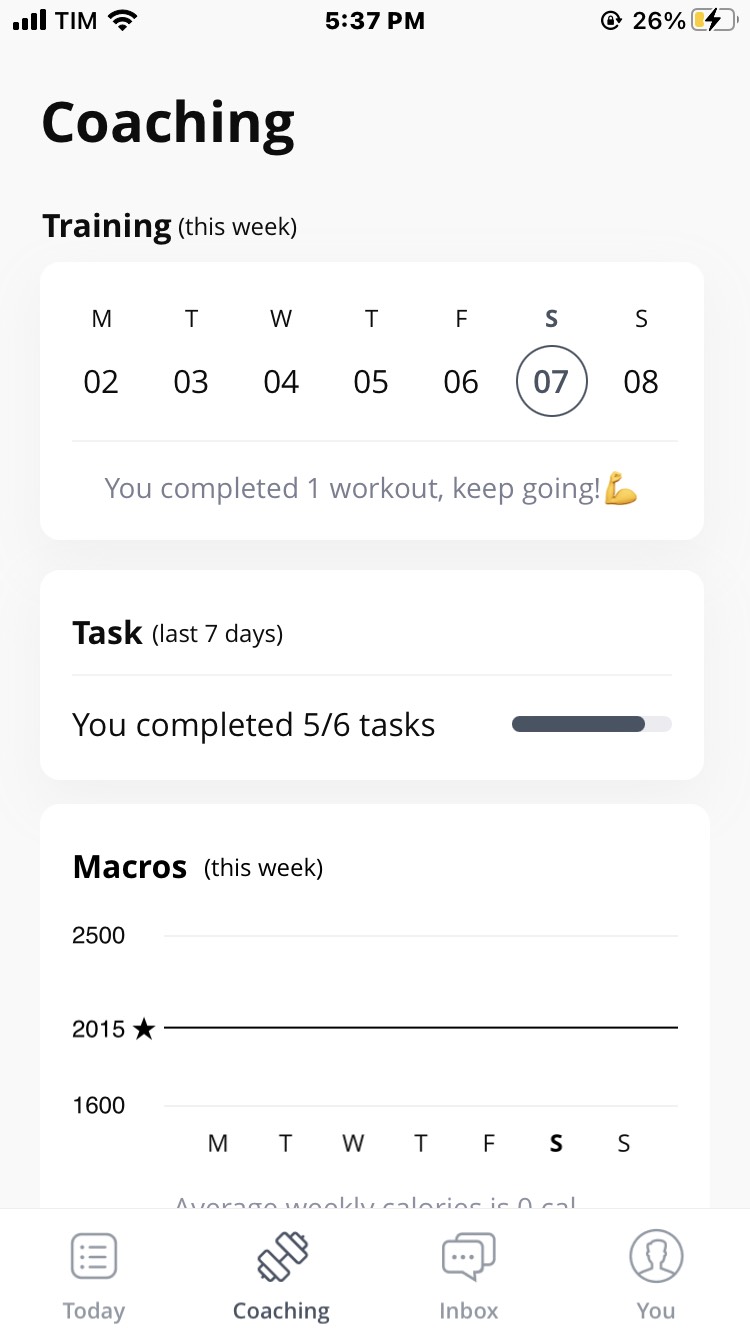 TIM 5:37 PM 26%
Coaching
Training (this week)
M T W T F S S
02 03 04 05 06 07 08
You completed 1 workout, keep going!💪
Task (last 7 days)
You completed 5/6 tasks
Macros (this week)
2500
2015 ★
1600
M T W T F S S
Average weekly calories is 0 cal
Today Coaching Inbox You